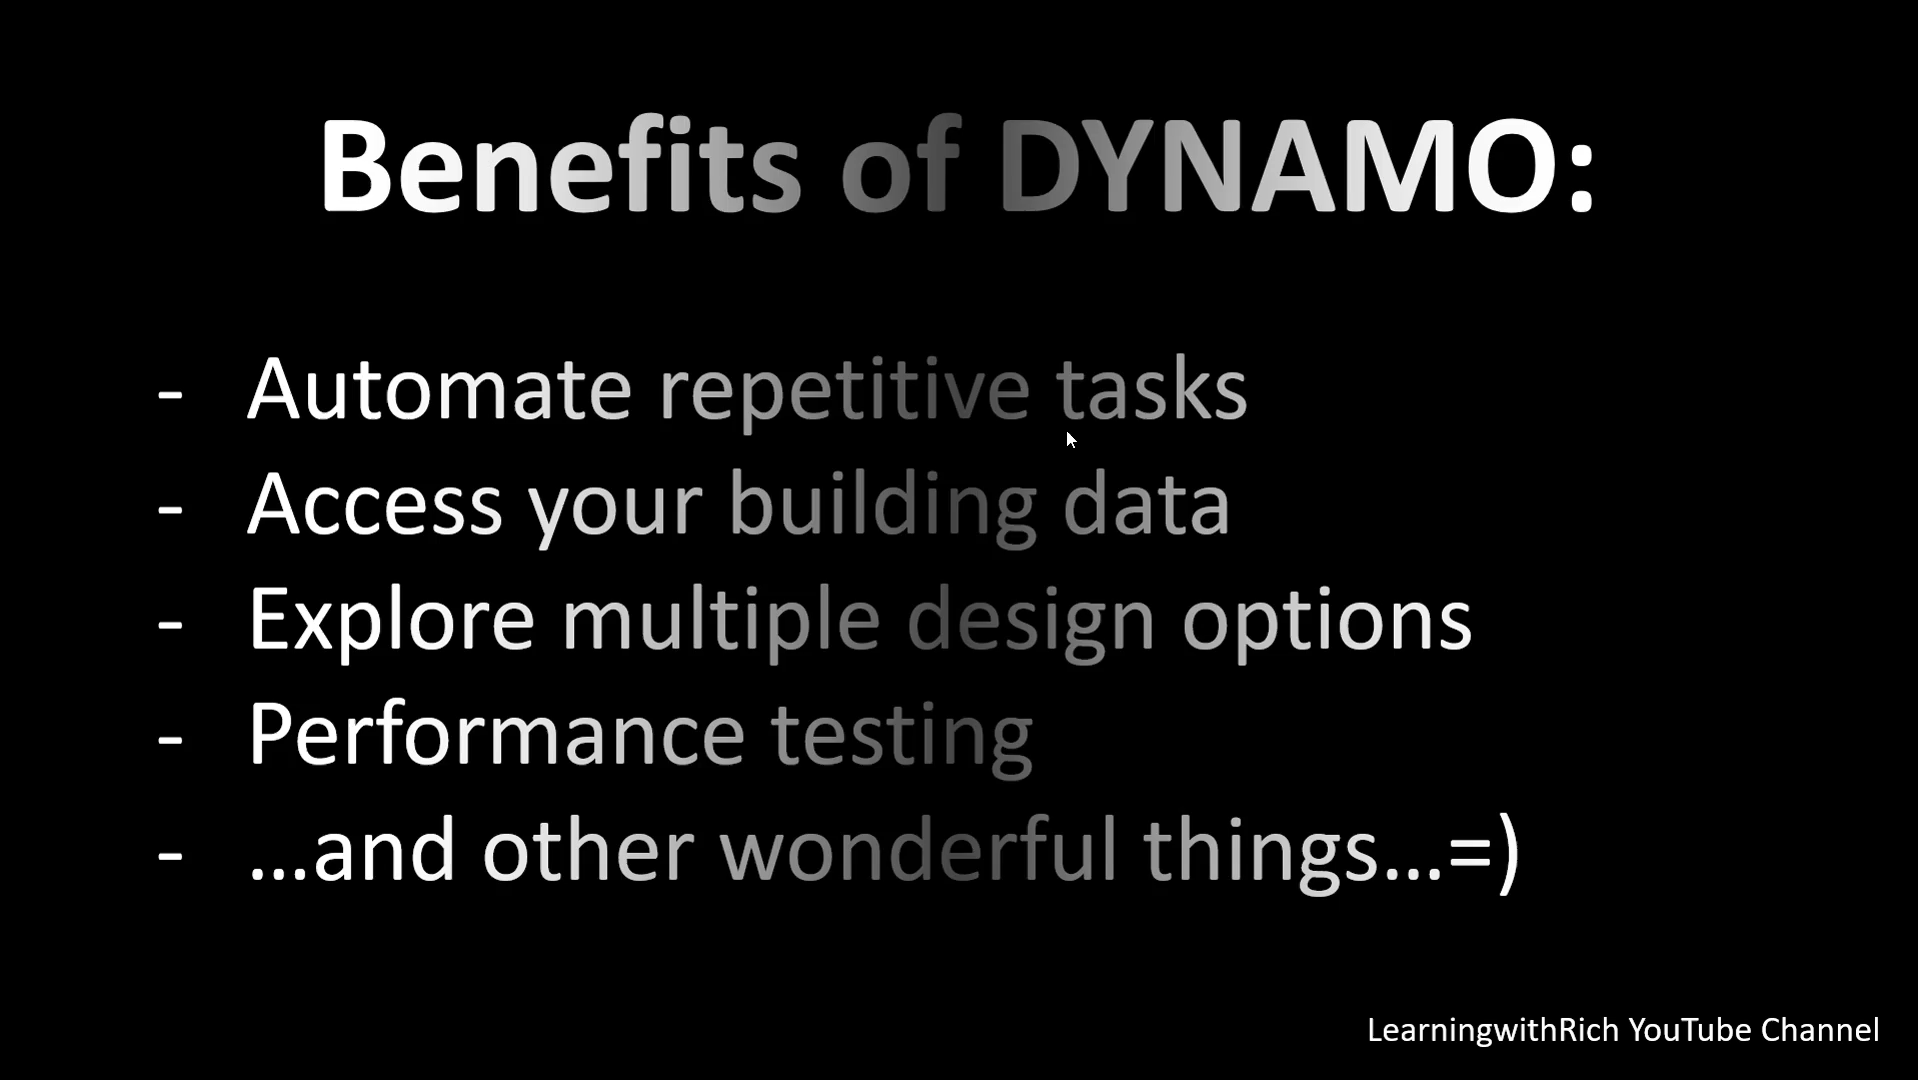 Benefits of DYNAMO:
- Automate repetitive tasks
- Access your building data
- Explore multiple design options
- Performance testing
- ...and other wonderful things...=)
LearningwithRich YouTube Channel